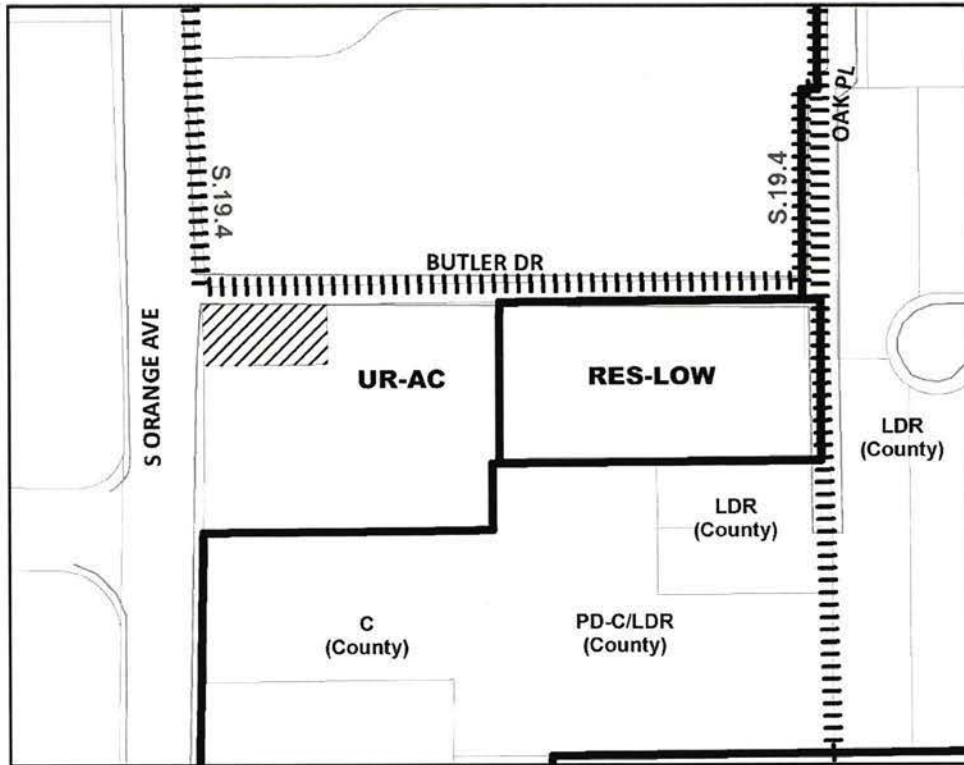 OAK PL
S.19.4
S.19.4
BUTLER DR
S ORANGE AVE
UR-AC
RES-LOW
LDR
(County)
LDR
(County)
C
(County)
PD-C/LDR
(County)